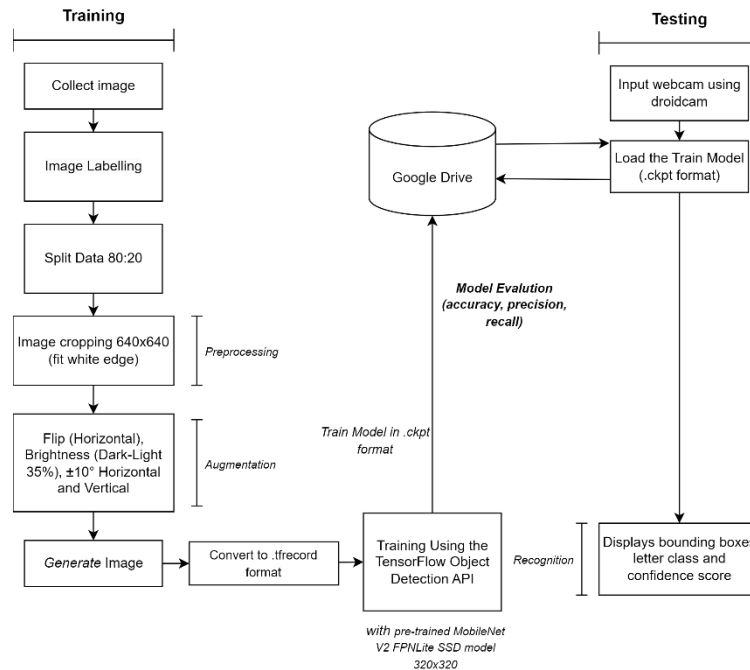 Training
Collect image
Image Labelling
Split Data 80:20
Image cropping 640x640
(fit white edge)
Preprocessing
Flip (Horizontal),
Brightness (Dark-Light
35%), ±10° Horizontal
and Vertical
Augmentation
Generate Image
Convert to .tfrecord
format
Training Using the
TensorFlow Object
Detection API
with pre-trained MobileNet
V2 FPNLite SSD model
320x320
Train Model in .ckpt
format
Model Evalution
(accuracy, precision,
recall)
Google Drive
Testing
Input webcam using
droidcam
Load the Train Model
(.ckpt format)
Recognition
Displays bounding boxes
letter class and
confidence score